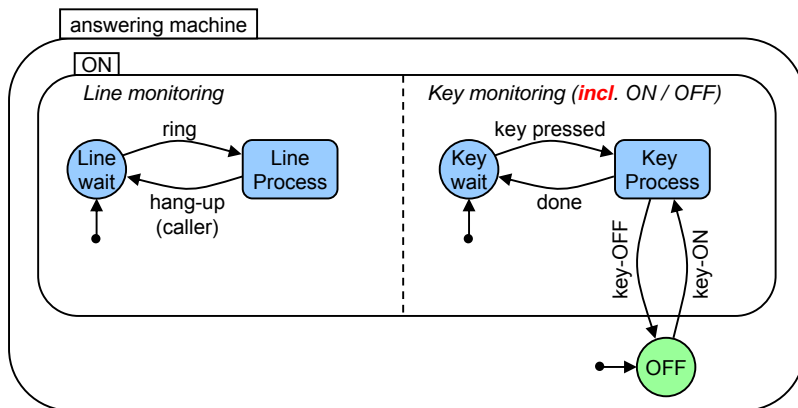 answering machine
ON
Line monitoring
Key monitoring (incl. ON / OFF)
ring
Line
wait
Line
Process
hang-up
(caller)
key pressed
Key
wait
Key
Process
done
key-OFF
key-ON
OFF